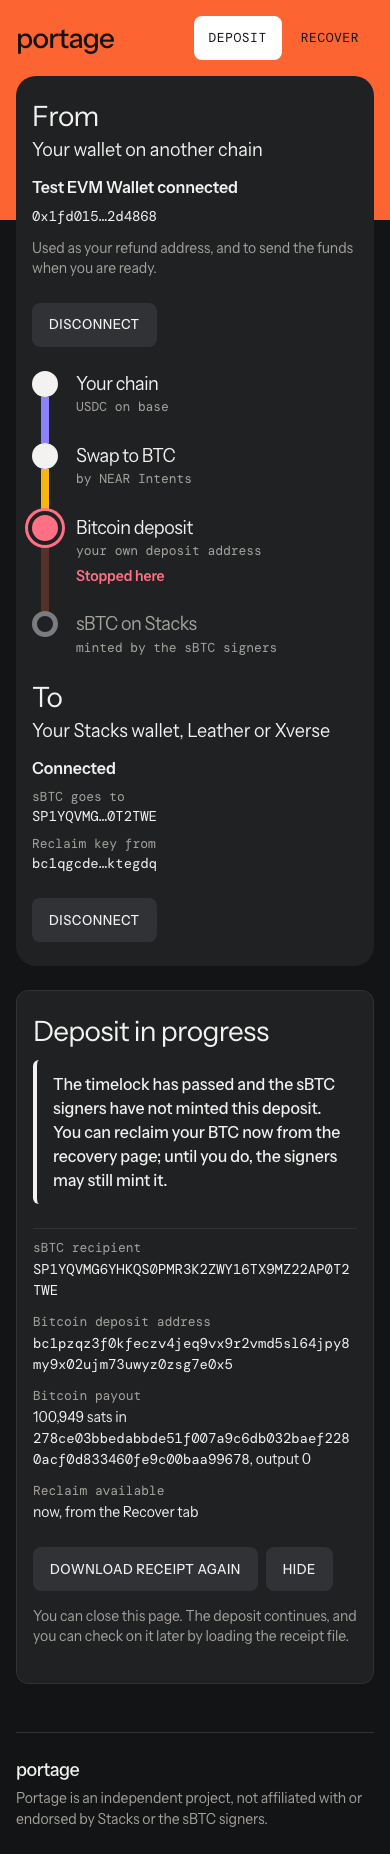 portage
DEPOSIT
RECOVER
From
Your wallet on another chain
Test EVM Wallet connected
0x1fd015…2d4868
Used as your refund address, and to send the funds
when you are ready.
DISCONNECT
Your chain
USDC on base
Swap to BTC
by NEAR Intents
Bitcoin deposit
your own deposit address
Stopped here
sBTC on Stacks
minted by the sBTC signers
To
Your Stacks wallet, Leather or Xverse
Connected
sBTC goes to
SP1YQVMG…0T2TWE
Reclaim key from
bc1qgcde…ktegdq
DISCONNECT
Deposit in progress
The timelock has passed and the sBTC
signers have not minted this deposit.
You can reclaim your BTC now from the
recovery page; until you do, the signers
may still mint it.
sBTC recipient
SP1YQVMG6YHKQS0PMR3K2ZWY16TX9MZ22AP0T2
TWE
Bitcoin deposit address
bc1pzqz3f0kfeczv4jeq9vx9r2vmd5sl64jpy8
my9x02ujm73uwyz0zsg7e0x5
Bitcoin payout
100,949 sats in
278ce03bbedabbde51f007a9c6db032baef228
0acf0d833460fe9c00baa99678, output 0
Reclaim available
now, from the Recover tab
DOWNLOAD RECEIPT AGAIN
HIDE
You can close this page. The deposit continues, and
you can check on it later by loading the receipt file.
portage
Portage is an independent project, not affiliated with or
endorsed by Stacks or the sBTC signers.